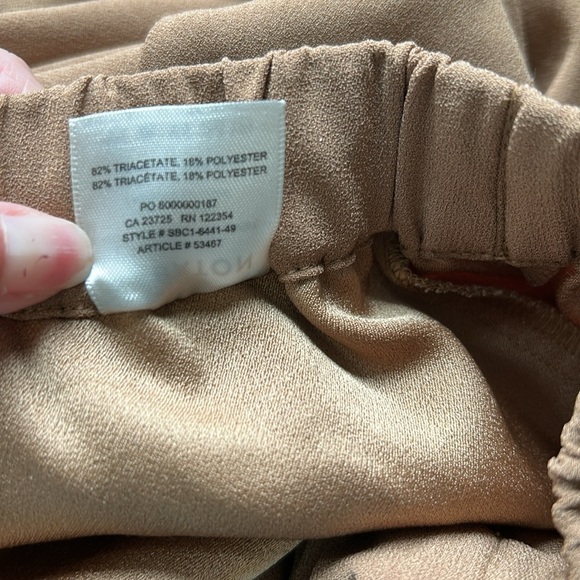 82% TRIACETATE, 18% POLYESTER
82% TRIACÉTATE, 18% POLYESTER
PO 8000000187
CA 23725 RN 122354
STYLE # SBC1-6441-49
ARTICLE # 53467